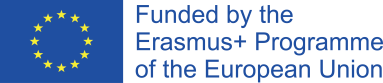 Funded by the
Erasmus+ Programme
of the European Union